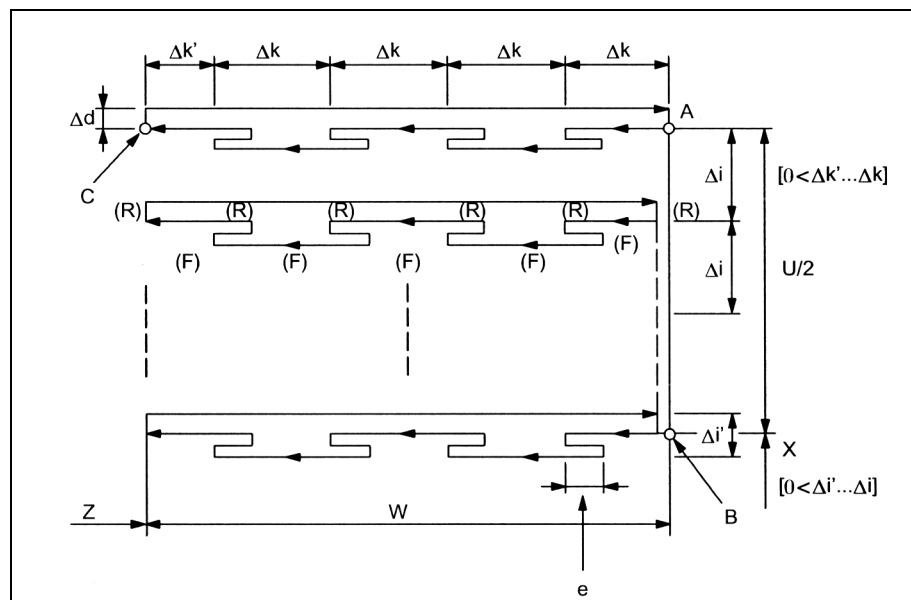 Δk' Δk Δk Δk Δk
Δd
A
C
Δi
[0<Δk'...Δk]
(R) (R) (R) (R) (R) (R)
(F)
(F) (F) (F) (F)
Δi
U/2
Δi'
X
[0<Δi'...Δi]
Z
W
B
e